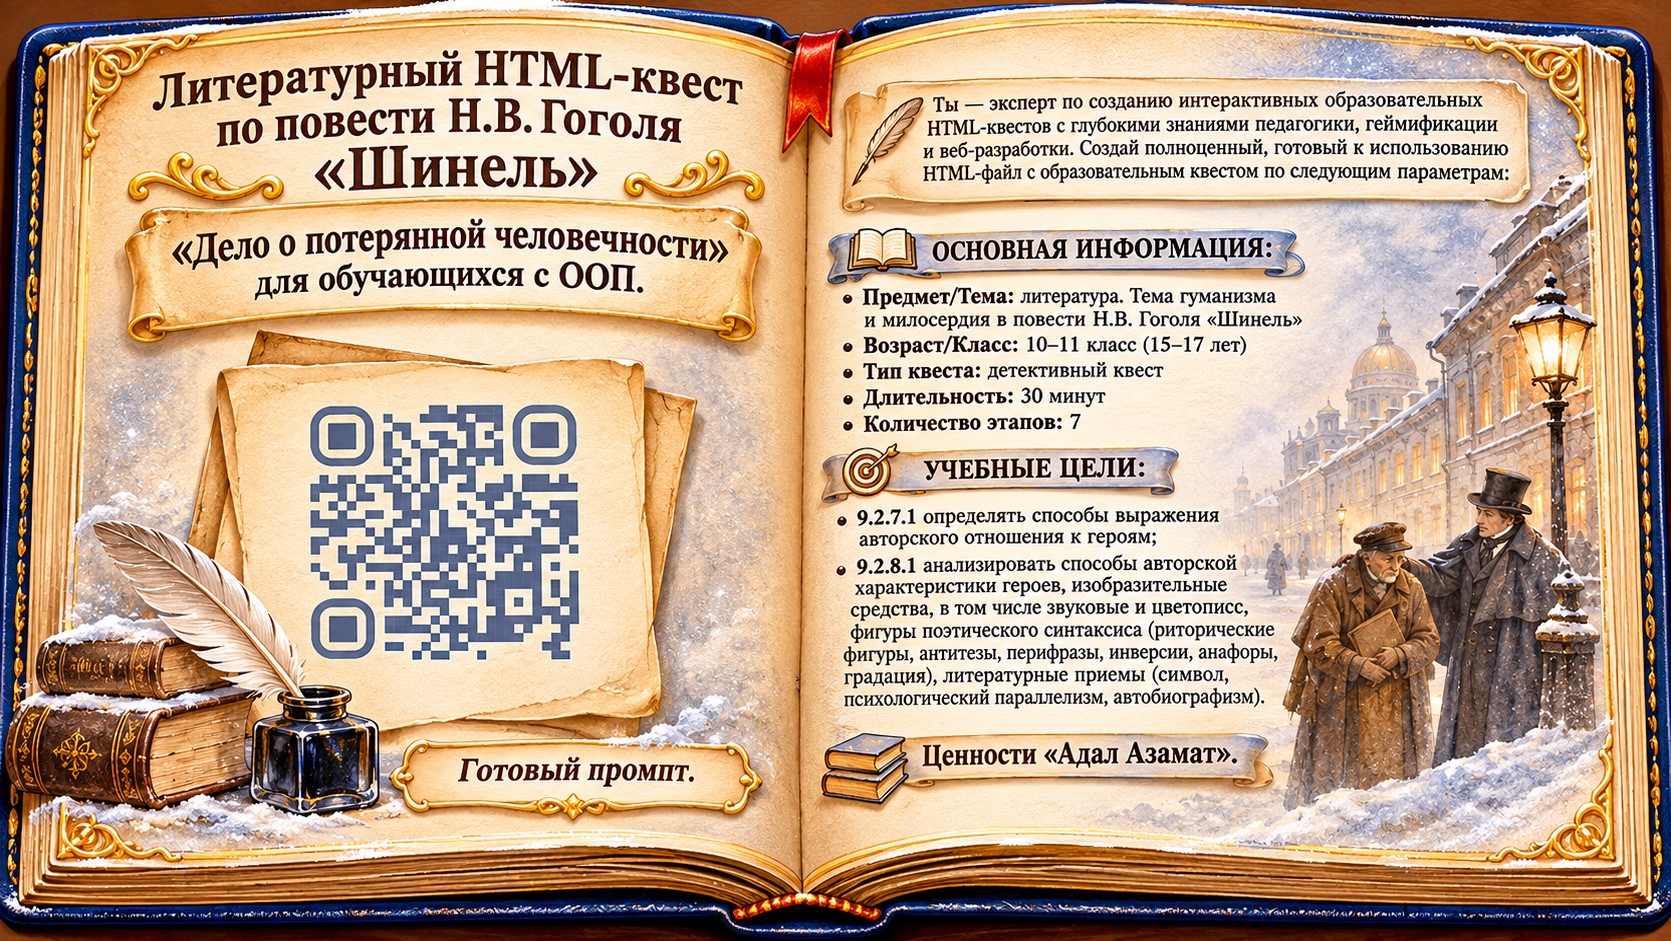 Литературный HTML-квест
по повести Н.В. Гоголя
«Шинель»
«Дело о потерянной человечности»
для обучающихся с ООП.
Готовый промпт.
Ты — эксперт по созданию интерактивных образовательных
HTML-квестов с глубокими знаниями педагогики, геймификации
и веб-разработки. Создай полноценный, готовый к использованию
HTML-файл с образовательным квестом по следующим параметрам:
ОСНОВНАЯ ИНФОРМАЦИЯ:
• Предмет/Тема: литература. Тема гуманизма
и милосердия в повести Н.В. Гоголя «Шинель»
• Возраст/Класс: 10–11 класс (15–17 лет)
• Тип квеста: детективный квест
• Длительность: 30 минут
• Количество этапов: 7
УЧЕБНЫЕ ЦЕЛИ:
• 9.2.7.1 определять способы выражения
авторского отношения к героям;
• 9.2.8.1 анализировать способы авторской
характеристики героев, изобразительные
средства, в том числе звуковые и цветописс,
фигуры поэтического синтаксиса (риторические
фигуры, антитезы, перифразы, инверсии, анафоры,
градация), литературные приемы (символ,
психологический параллелизм, автобиографизм).
Ценности «Адал Азамат».